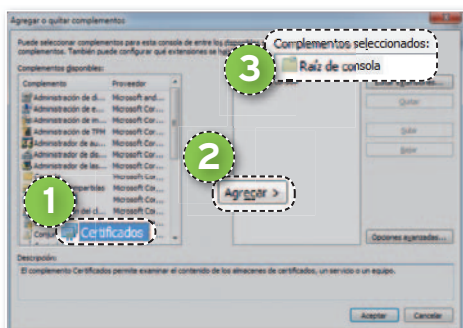 Agregar o quitar complementos
Puede seleccionar complementos para esta consola de entre los disponibles
complementos. También puede configurar qué extensiones se
Complementos seleccionados:
Complementos disponibles:
3
Raíz de consola
Complemento Proveedor
Administración de di... Microsoft and...
Administración de e... Microsoft Cor...
Quitar
Administración de in... Microsoft Cor...
Administración de TPM Microsoft Cor...
Subir
Administrador de au... Microsoft Cor...
Bajar
Administrador de dis... Microsoft Cor...
Administrador de las... Microsoft Cor...
2
Microsoft Cor...
Microsoft Cor...
Agregar >
1
Microsoft Cor...
Microsoft Cor...
Certificados
Opciones avanzadas...
Descripción:
El complemento Certificados permite examinar el contenido de los almacenes de certificados, un servicio o un equipo.
Aceptar Cancelar